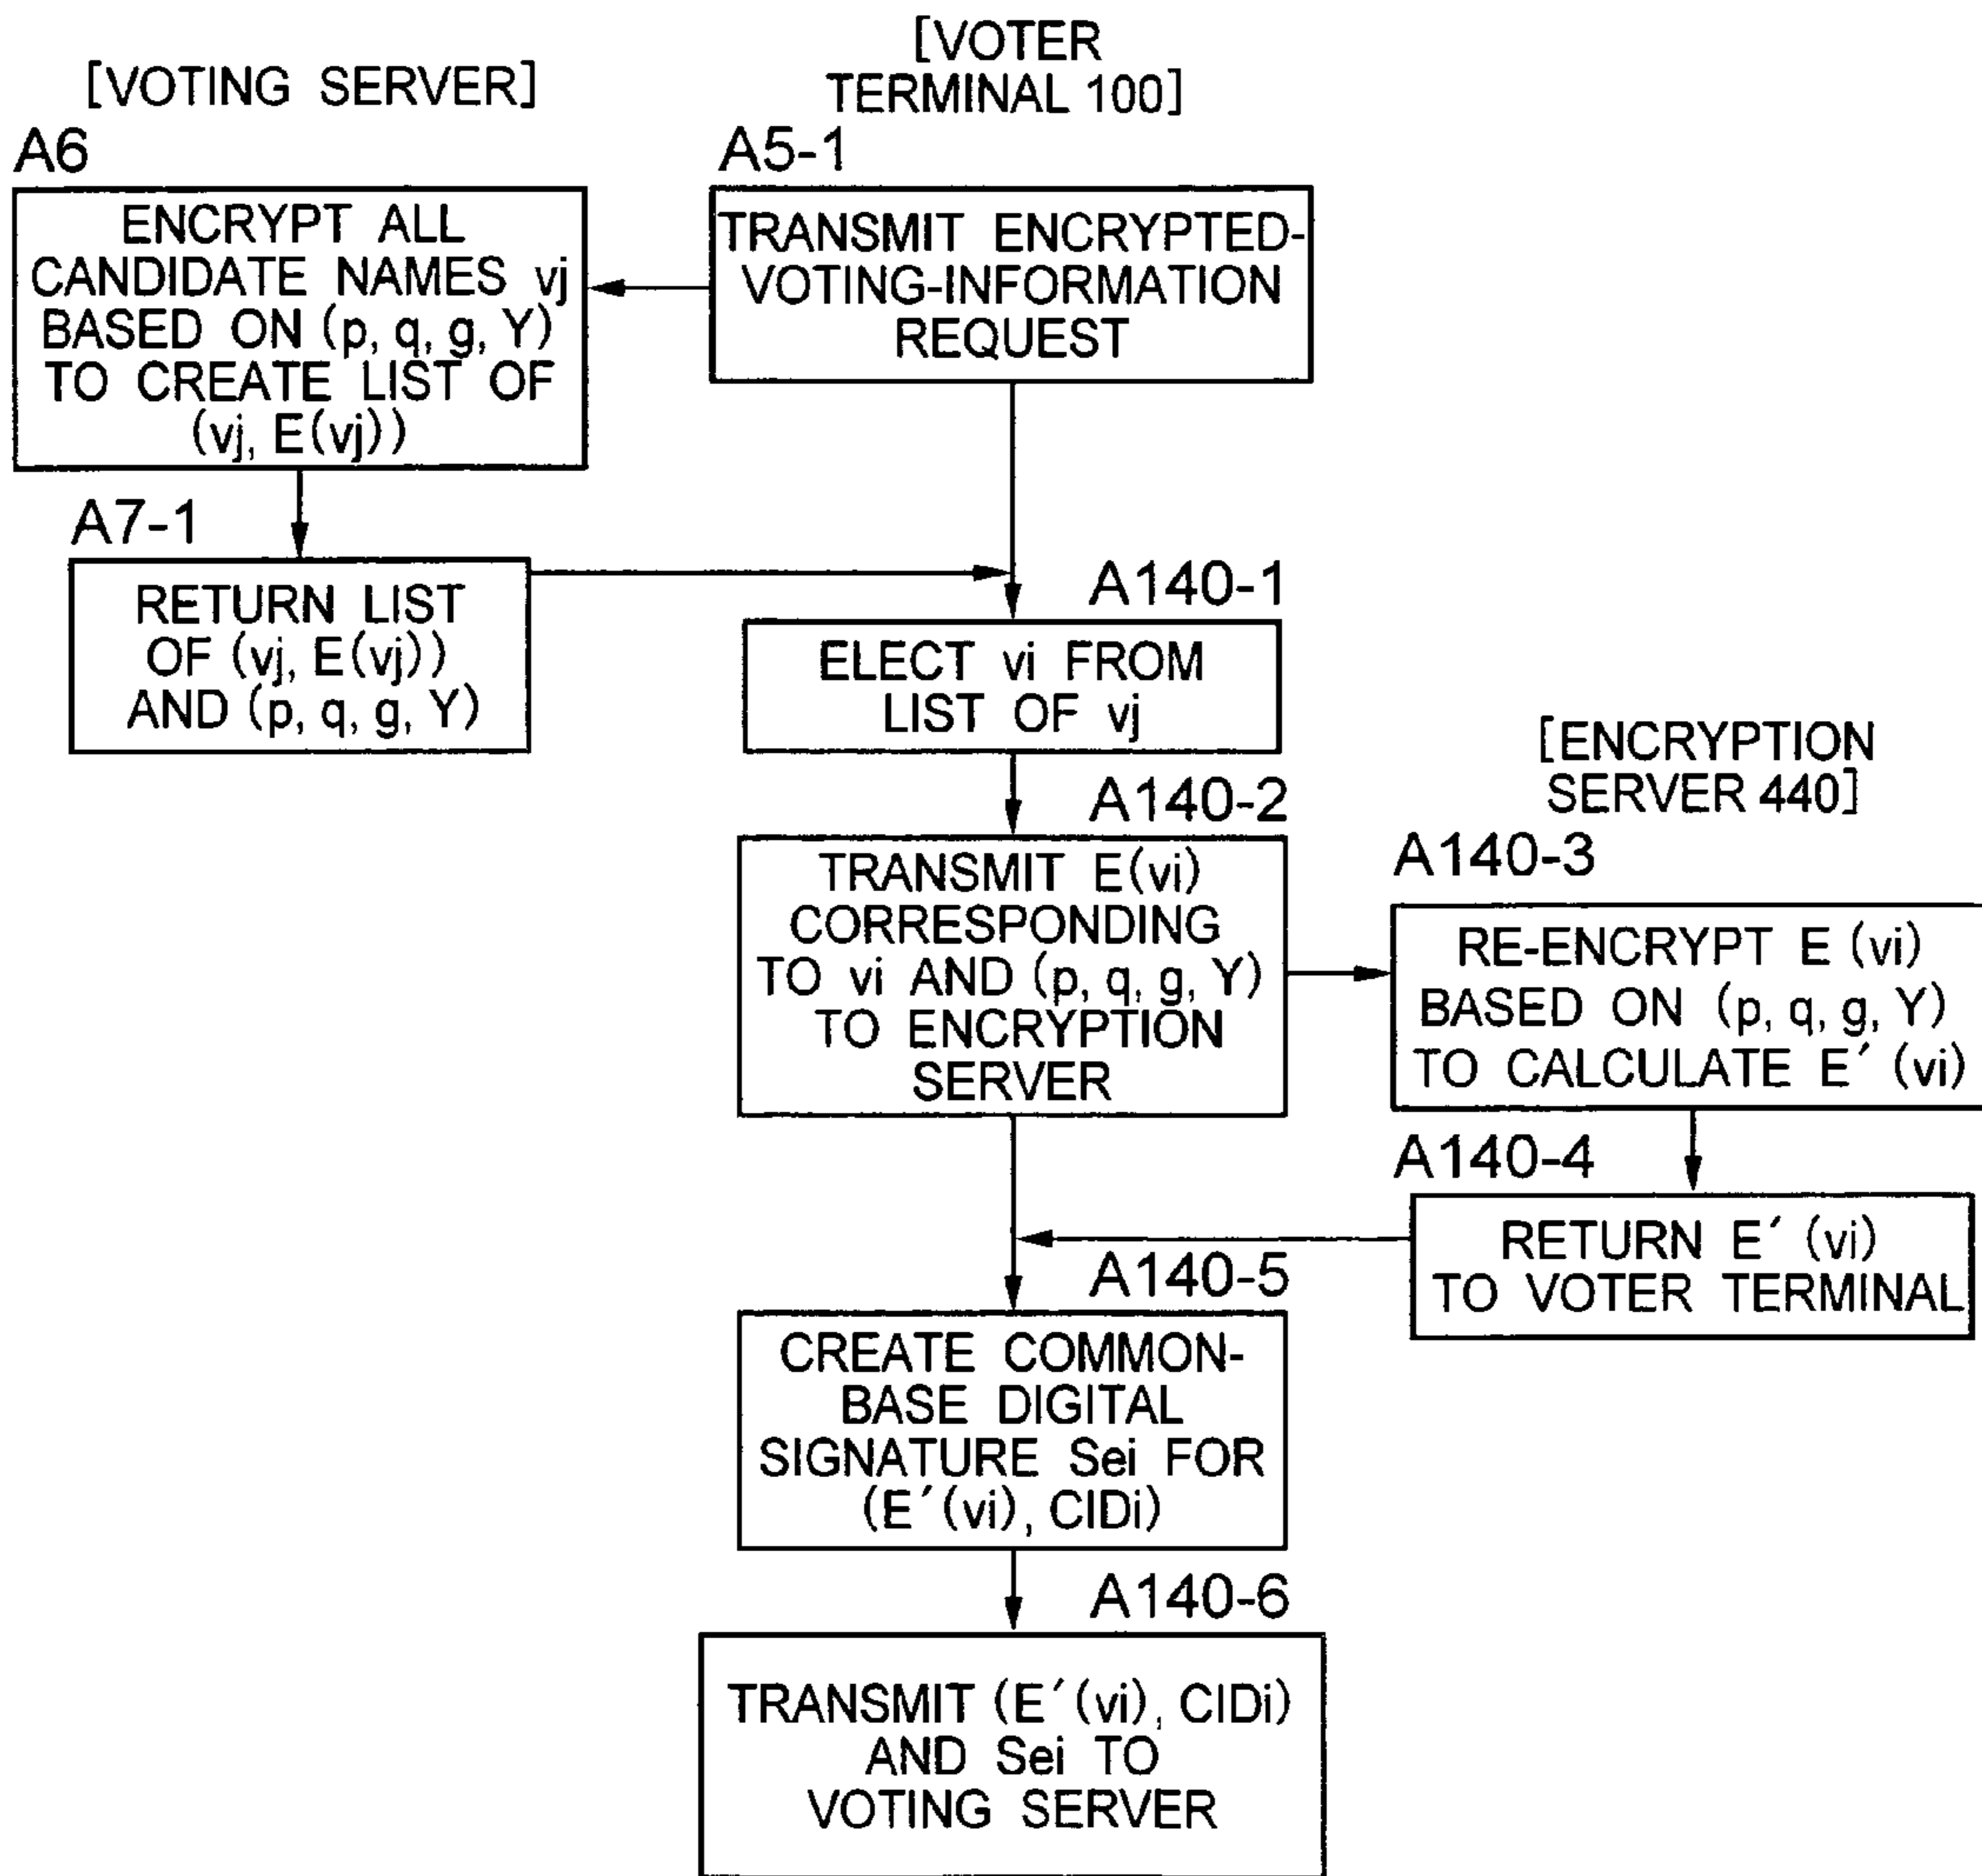 [VOTING SERVER]
[VOTER
TERMINAL 100]
A6
ENCRYPT ALL
CANDIDATE NAMES vj
BASED ON (p, q, g, Y)
TO CREATE LIST OF
(vj, E(vj))
A5-1
TRANSMIT ENCRYPTED-
VOTING-INFORMATION
REQUEST
A7-1
RETURN LIST
OF (vj, E(vj))
AND (p, q, g, Y)
A140-1
ELECT vi FROM
LIST OF vj
A140-2
TRANSMIT E(vi)
CORRESPONDING
TO vi AND (p, q, g, Y)
TO ENCRYPTION
SERVER
[ENCRYPTION
SERVER 440]
A140-3
RE-ENCRYPT E (vi)
BASED ON (p, q, g, Y)
TO CALCULATE E′ (vi)
A140-4
RETURN E′ (vi)
TO VOTER TERMINAL
A140-5
CREATE COMMON-
BASE DIGITAL
SIGNATURE Sei FOR
(E′(vi), CIDi)
A140-6
TRANSMIT (E′(vi), CIDi)
AND Sei TO
VOTING SERVER